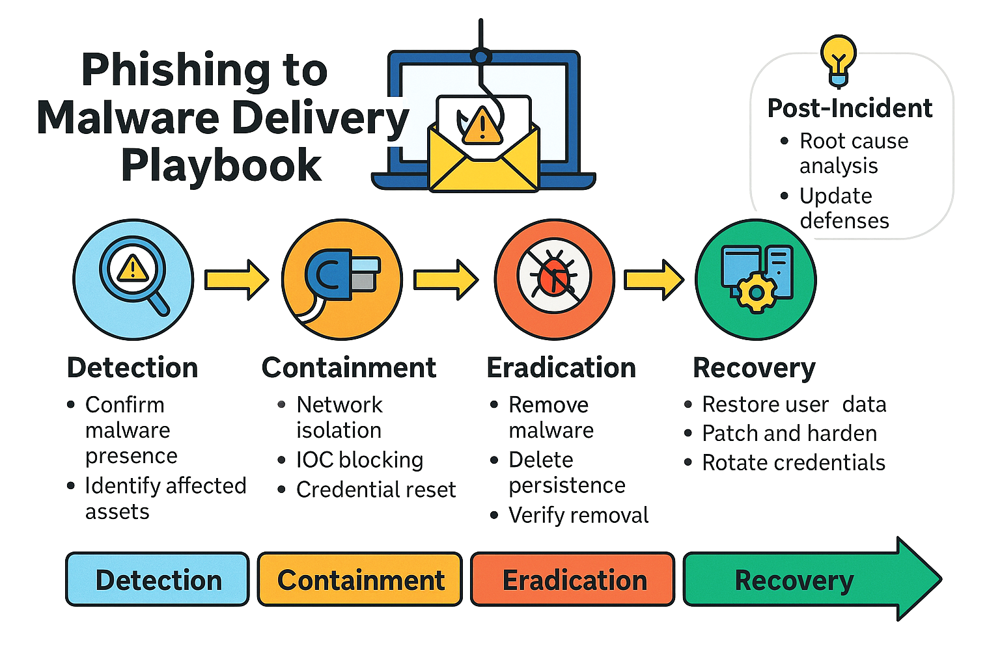 Phishing to
Malware Delivery
Playbook
Post-Incident
• Root cause
analysis
• Update
defenses
Detection
• Confirm
malware
presence
• Identify affected
assets
Containment
• Network
isolation
• IOC blocking
• Credential reset
Eradication
• Remove
malware
• Delete
persistence
• Verify removal
Recovery
• Restore user data
• Patch and harden
• Rotate credentials
Detection
Containment
Eradication
Recovery